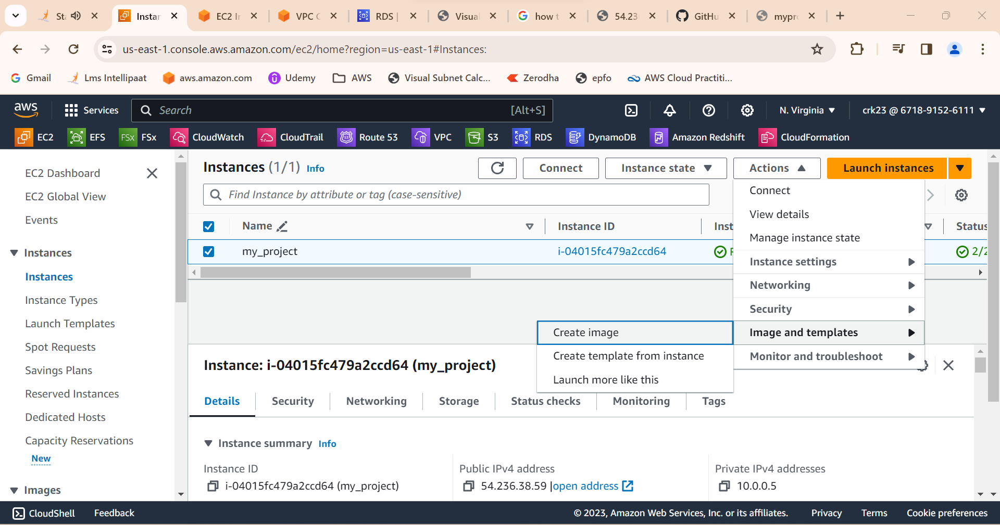 Sta
Instar
EC2 In
VPC C
RDS |
Visual
how t
54.23
GitHu
mypro
us-east-1.console.aws.amazon.com/ec2/home?region=us-east-1#Instances:
Gmail
Lms Intellipaat
aws.amazon.com
Udemy
AWS
Visual Subnet Calc...
Zerodha
epfo
AWS Cloud Practiti...
aws
Services
Search
[Alt+S]
N. Virginia
crk23 @ 6718-9152-6111
EC2
EFS
FSx
FSx
CloudWatch
CloudTrail
53
Route 53
VPC
S3
RDS
DynamoDB
Amazon Redshift
CloudFormation
EC2 Dashboard
EC2 Global View
Events
Instances
Instances
Instance Types
Launch Templates
Spot Requests
Savings Plans
Reserved Instances
Dedicated Hosts
Capacity Reservations
New
Images
Instances (1/1) Info
Connect
Instance state
Actions
Launch instances
Find Instance by attribute or tag (case-sensitive)
Name
Instance ID
Inst
Status
my_project
i-04015fc479a2ccd64
2/2
Connect
View details
Manage instance state
Instance settings
Networking
Security
Image and templates
Monitor and troubleshoot
Create image
Create template from instance
Launch more like this
Instance: i-04015fc479a2ccd64 (my_project)
Details
Security
Networking
Storage
Status checks
Monitoring
Tags
Instance summary Info
Instance ID
i-04015fc479a2ccd64 (my_project)
Public IPv4 address
54.236.38.59 |open address
Private IPv4 addresses
10.0.0.5
CloudShell
Feedback
© 2023, Amazon Web Services, Inc. or its affiliates.
Privacy
Terms
Cookie preferences